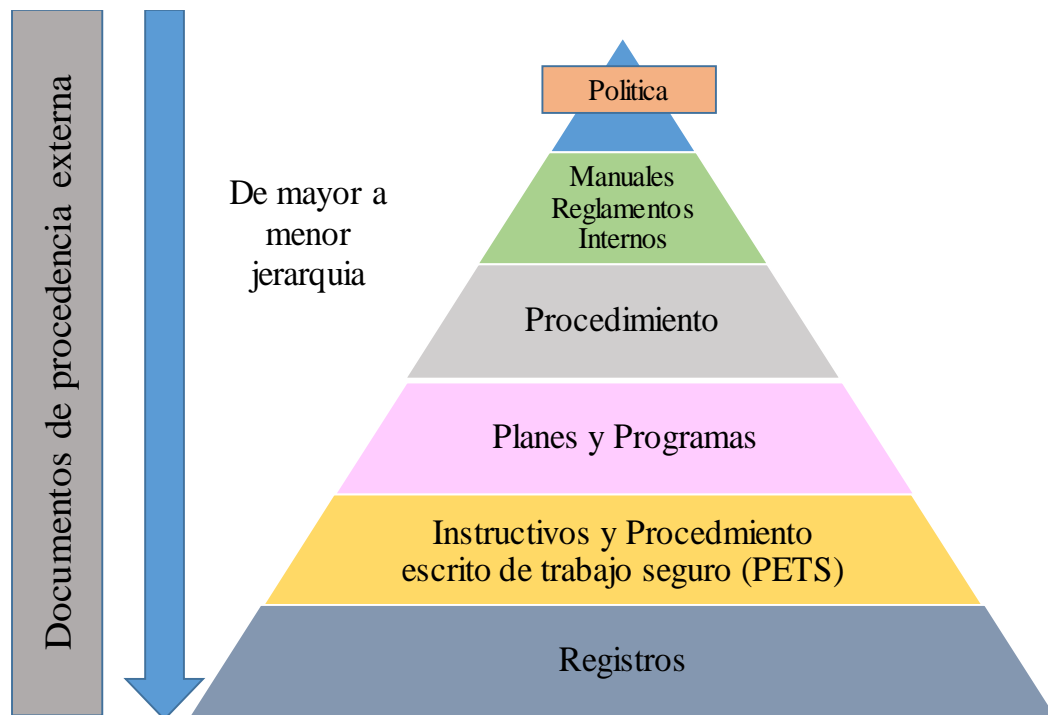 Documentos de procedencia externa
De mayor a
menor
jerarquia
Politica
Manuales
Reglamentos
Internos
Procedimiento
Planes y Programas
Instructivos y Procedmiento
escrito de trabajo seguro (PETS)
Registros